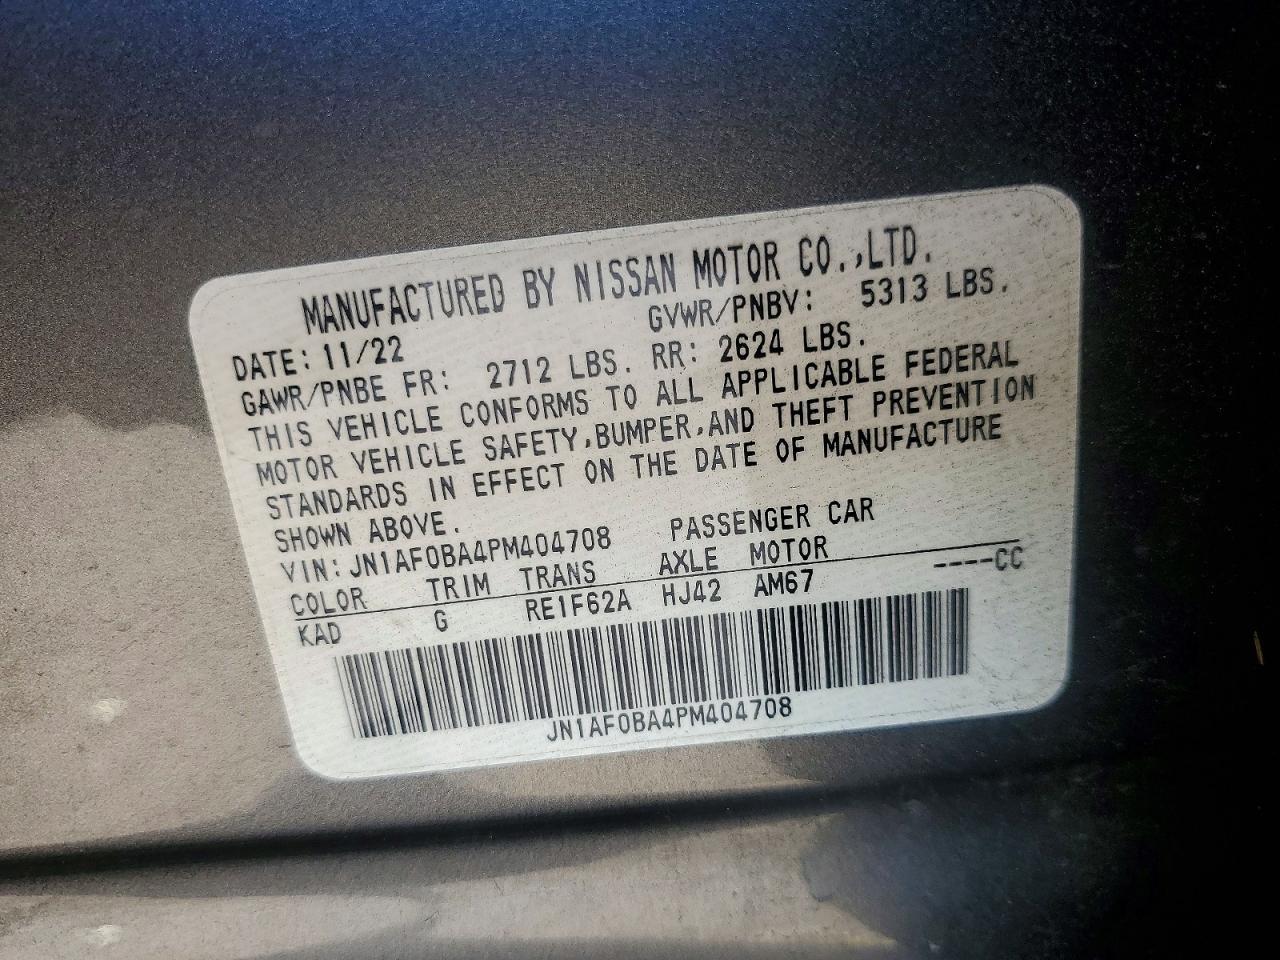 MANUFACTURED BY NISSAN MOTOR CO.,LTD.
DATE: 11/22 GVWR/PNBV: 5313 LBS.
GAWR/PNBE FR: 2712 LBS. RR: 2624 LBS.
THIS VEHICLE CONFORMS TO ALL APPLICABLE FEDERAL
MOTOR VEHICLE SAFETY,BUMPER,AND THEFT PREVENTION
STANDARDS IN EFFECT ON THE DATE OF MANUFACTURE
SHOWN ABOVE.
VIN: JN1AF0BA4PM404708 PASSENGER CAR
COLOR TRIM TRANS AXLE MOTOR
KAD G RE1F62A HJ42 AM67 ----CC
JN1AF0BA4PM404708